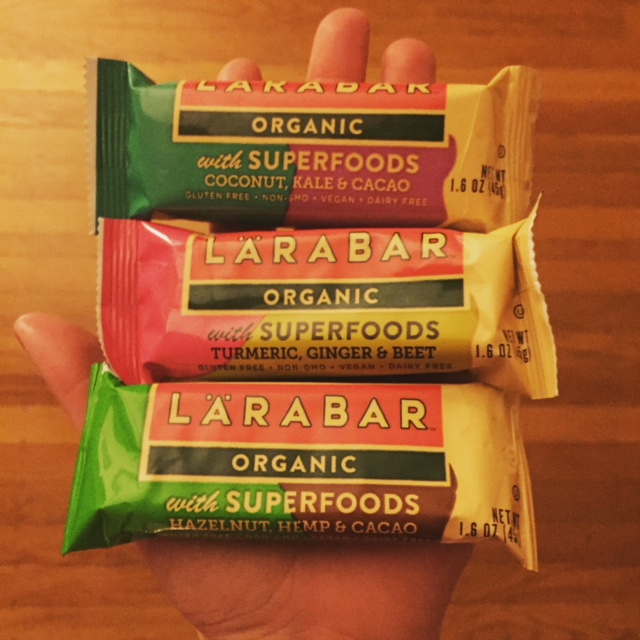 LÄRABAR
ORGANIC
with SUPERFOODS
COCONUT, KALE & CACAO
GLUTEN FREE • NON-GMO • VEGAN • DAIRY FREE
NET WT
1.6 OZ (45g)
LÄRABAR
ORGANIC
with SUPERFOODS
TURMERIC, GINGER & BEET
GLUTEN FREE • NON-GMO • VEGAN • DAIRY FREE
NET WT
1.6 OZ
LÄRABAR
ORGANIC
with SUPERFOODS
HAZELNUT, HEMP & CACAO
NET WT
1.6 OZ